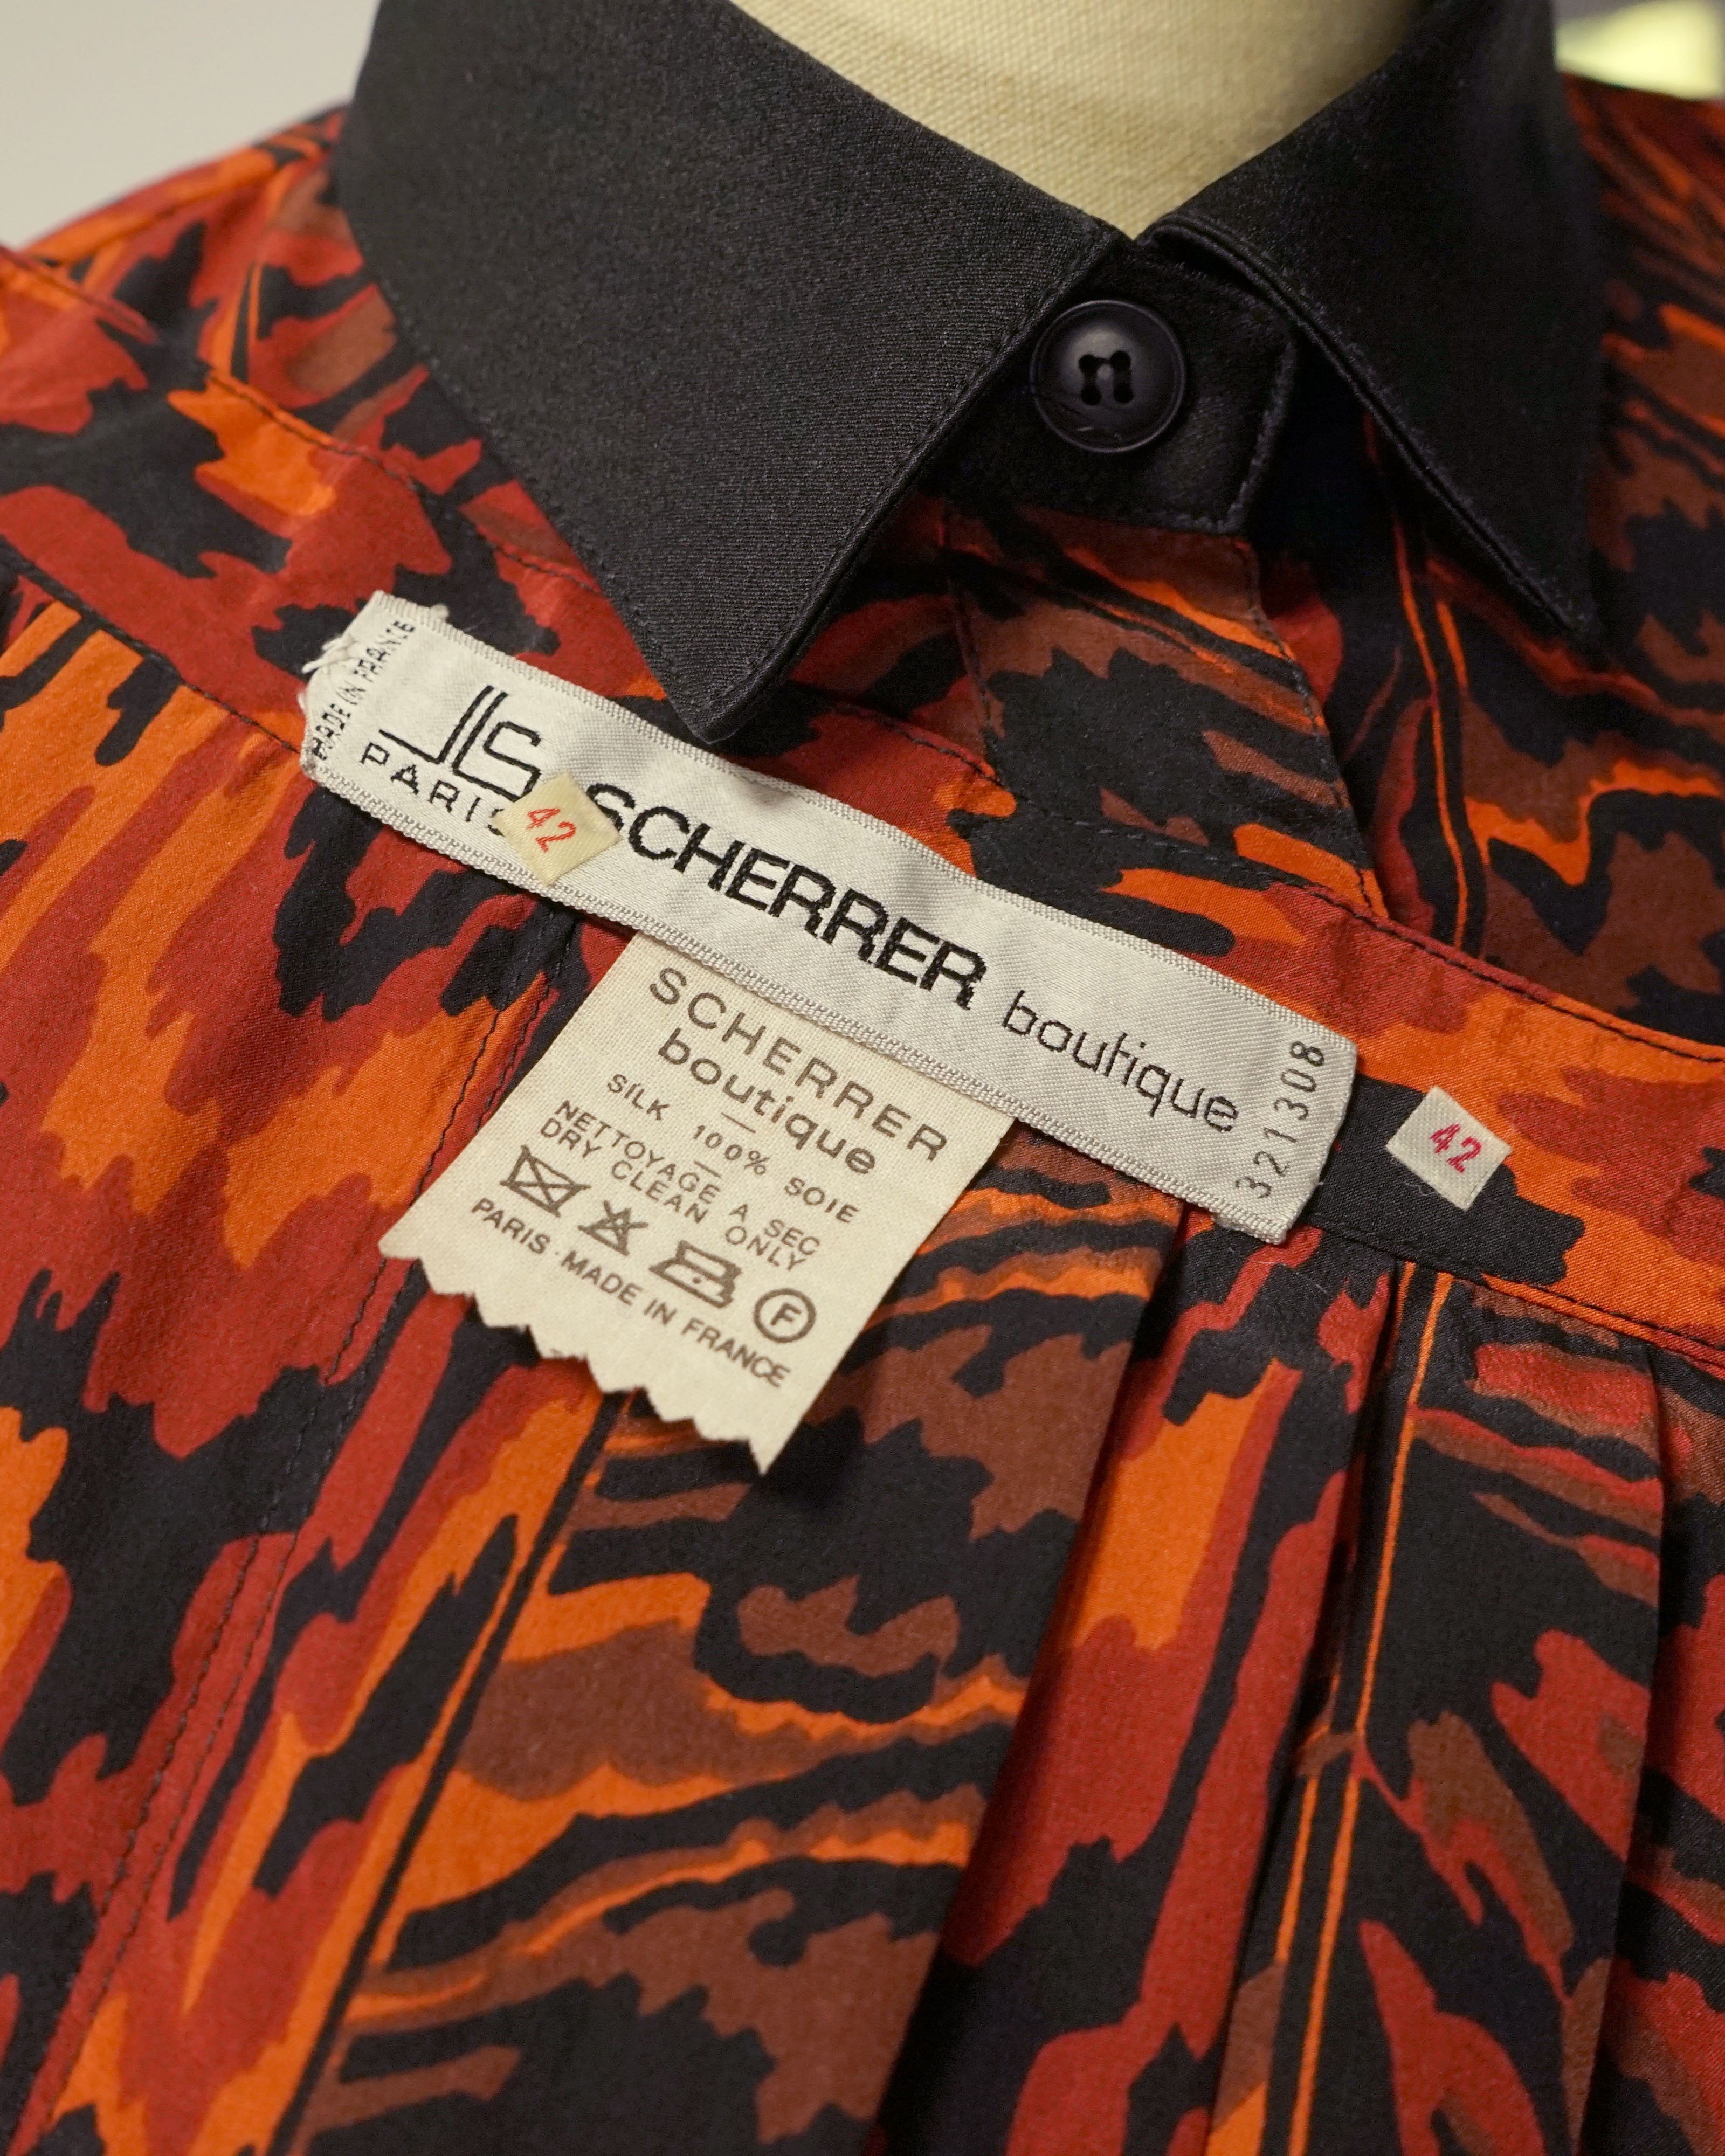 MADE IN FRANCE
JLS
PARIS
42
SCHERRER boutique
321308
42
SCHERRER
boutique
SILK 100% SOIE
NETTOYAGE A SEC
DRY CLEAN ONLY
F
PARIS · MADE IN FRANCE